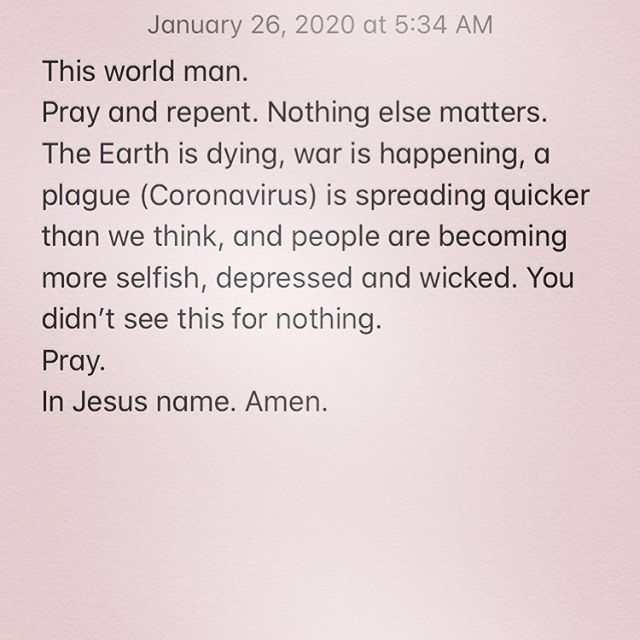 January 26, 2020 at 5:34 AM
This world man.
Pray and repent. Nothing else matters.
The Earth is dying, war is happening, a
plague (Coronavirus) is spreading quicker
than we think, and people are becoming
more selfish, depressed and wicked. You
didn’t see this for nothing.
Pray.
In Jesus name. Amen.